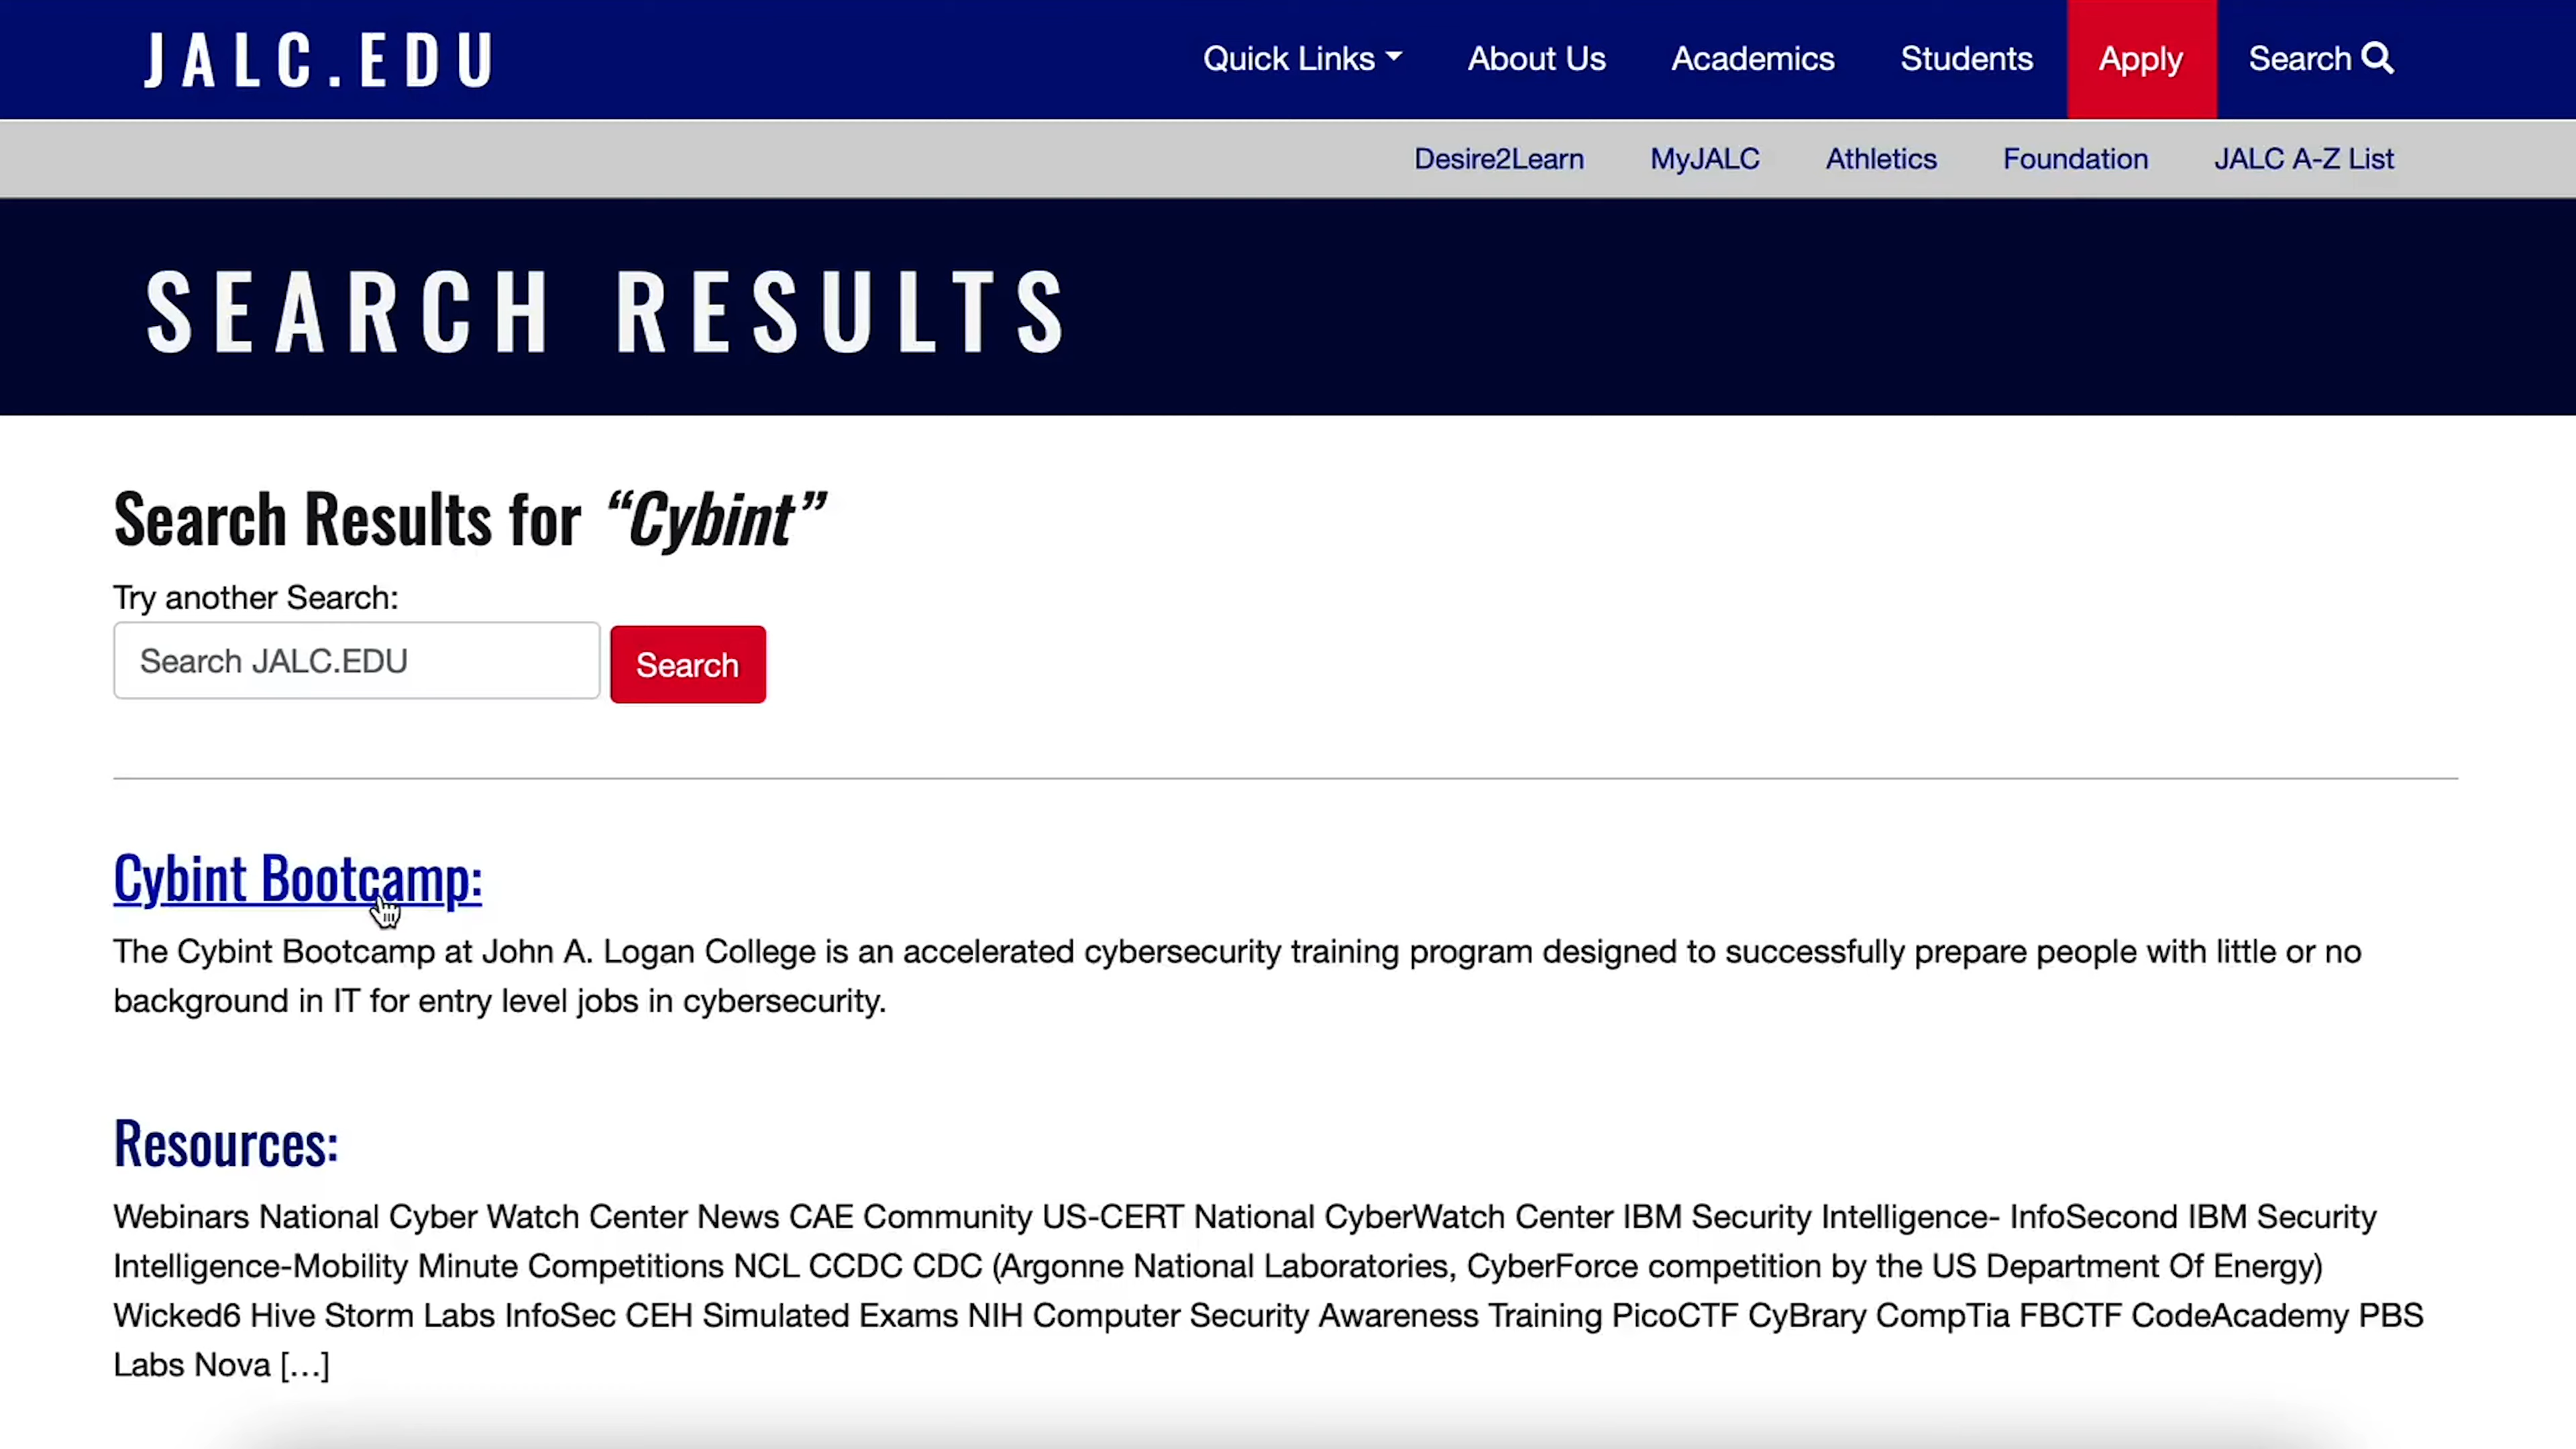 JALC.EDU
Quick Links About Us Academics Students Apply Search
Desire2Learn MyJALC Athletics Foundation JALC A-Z List
SEARCH RESULTS
Search Results for “Cybint”
Try another Search:
Search JALC.EDU Search
Cybint Bootcamp:
The Cybint Bootcamp at John A. Logan College is an accelerated cybersecurity training program designed to successfully prepare people with little or no
background in IT for entry level jobs in cybersecurity.
Resources:
Webinars National Cyber Watch Center News CAE Community US-CERT National CyberWatch Center IBM Security Intelligence- InfoSecond IBM Security
Intelligence-Mobility Minute Competitions NCL CCDC CDC (Argonne National Laboratories, CyberForce competition by the US Department Of Energy)
Wicked6 Hive Storm Labs InfoSec CEH Simulated Exams NIH Computer Security Awareness Training PicoCTF CyBrary CompTia FBCTF CodeAcademy PBS
Labs Nova […]